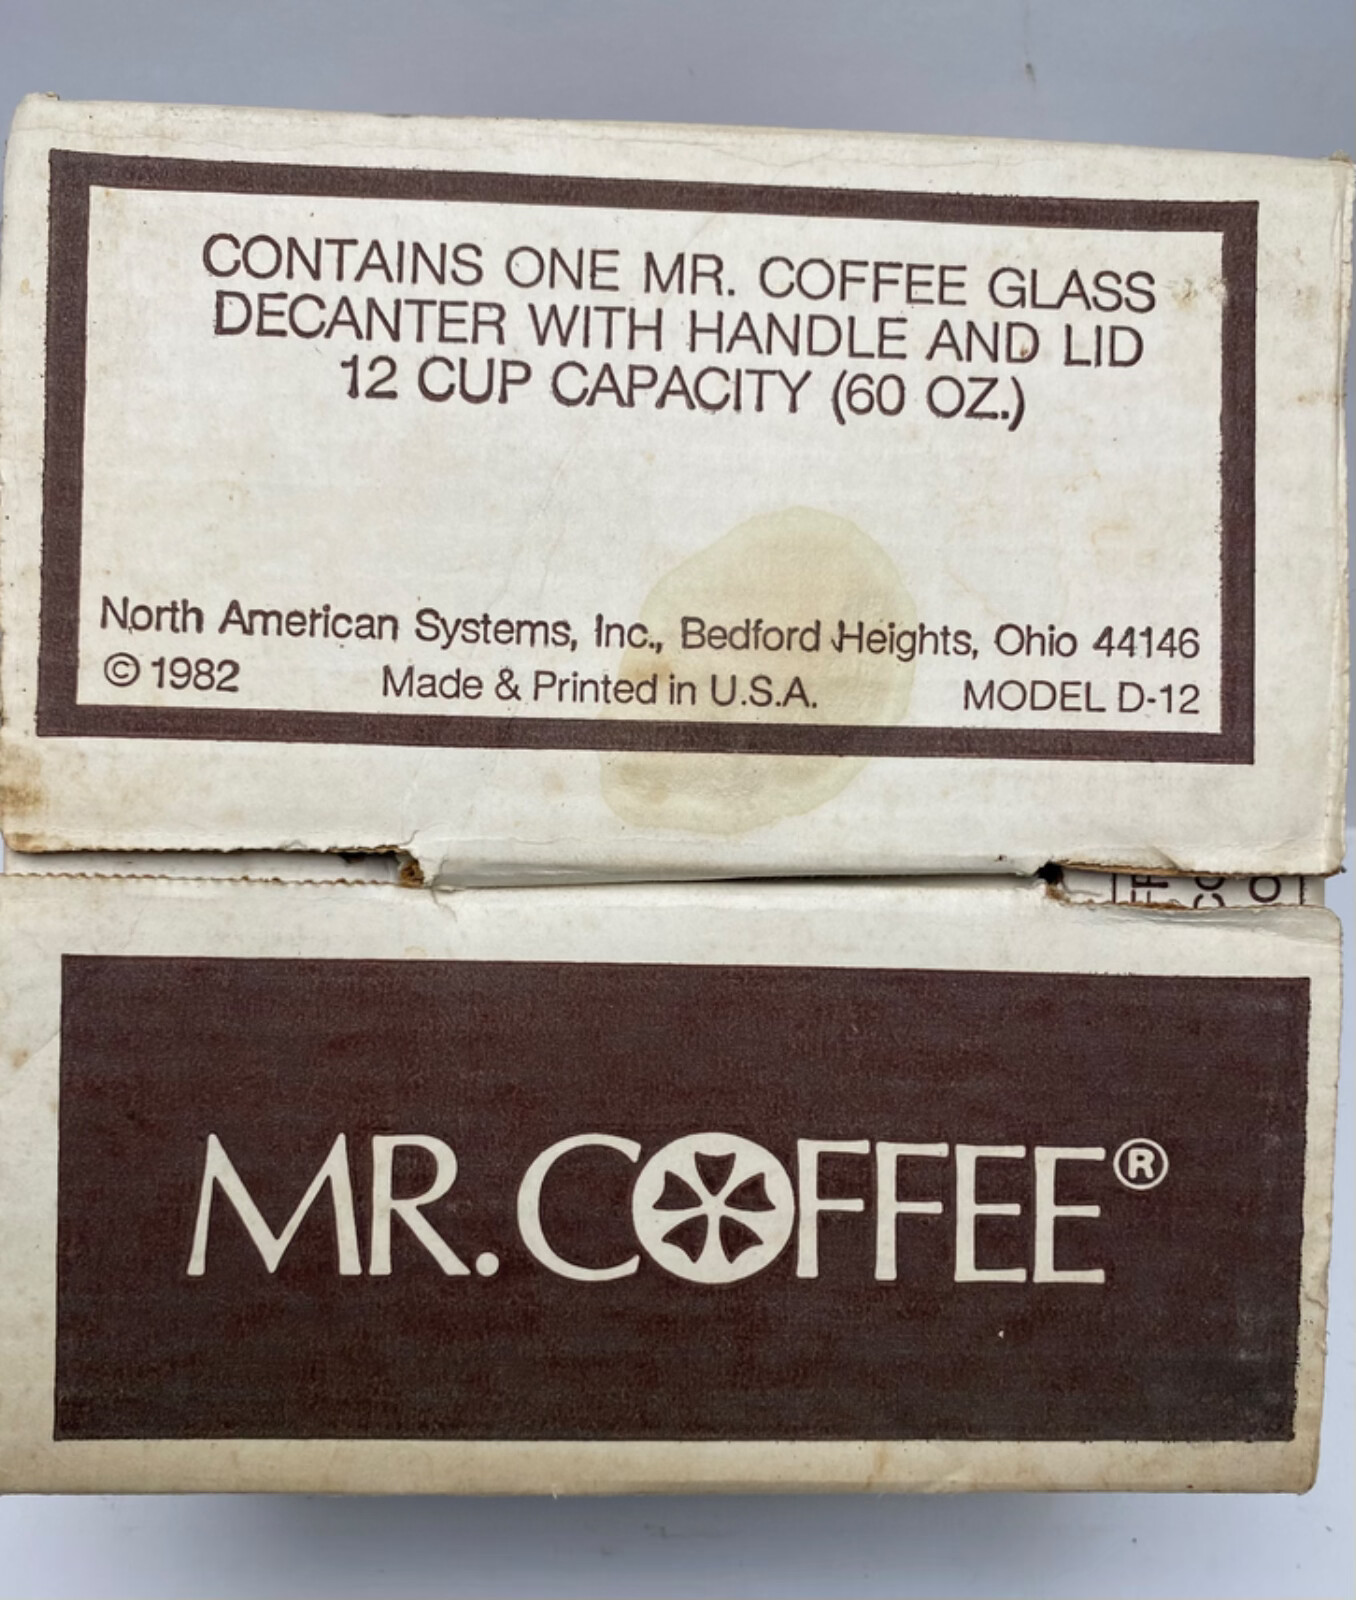 CONTAINS ONE MR. COFFEE GLASS
DECANTER WITH HANDLE AND LID
12 CUP CAPACITY (60 OZ.)
North American Systems, Inc., Bedford Heights, Ohio 44146
© 1982 Made & Printed in U.S.A. MODEL D-12
MR. COFFEE®